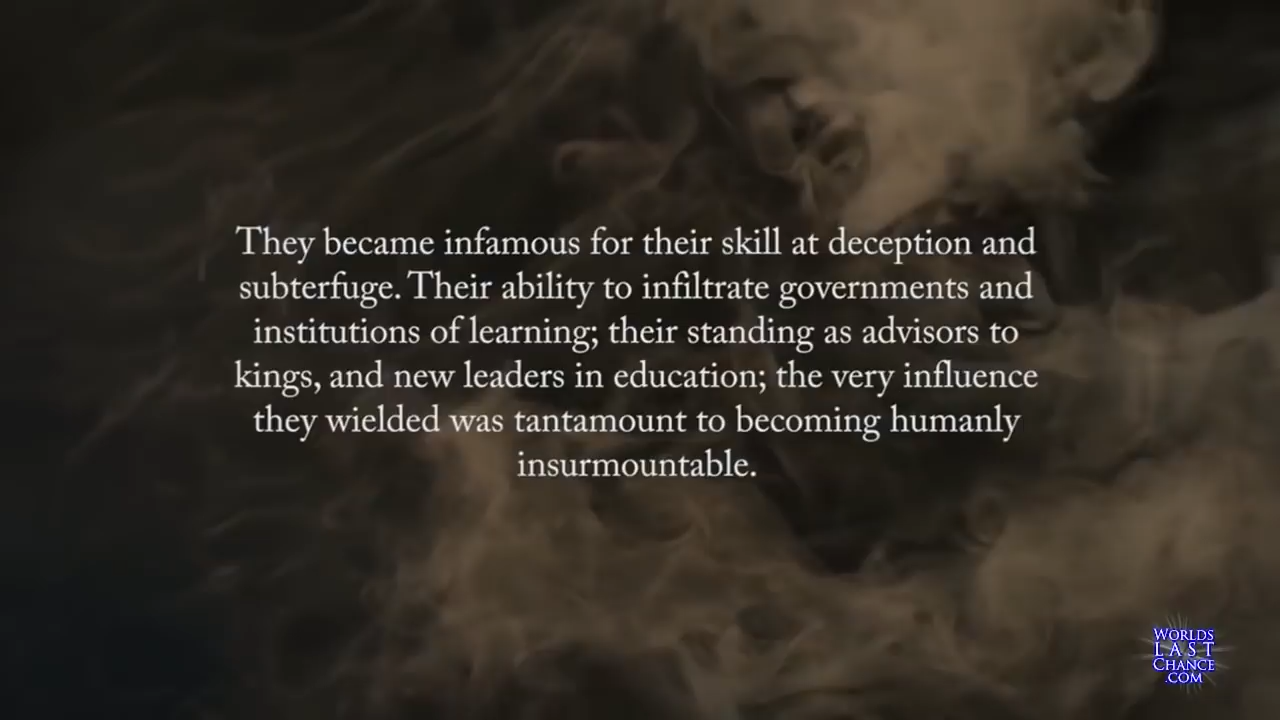 They became infamous for their skill at deception and
subterfuge. Their ability to infiltrate governments and
institutions of learning; their standing as advisors to
kings, and new leaders in education; the very influence
they wielded was tantamount to becoming humanly
insurmountable.
WORLDS
LAST
CHANCE
.COM